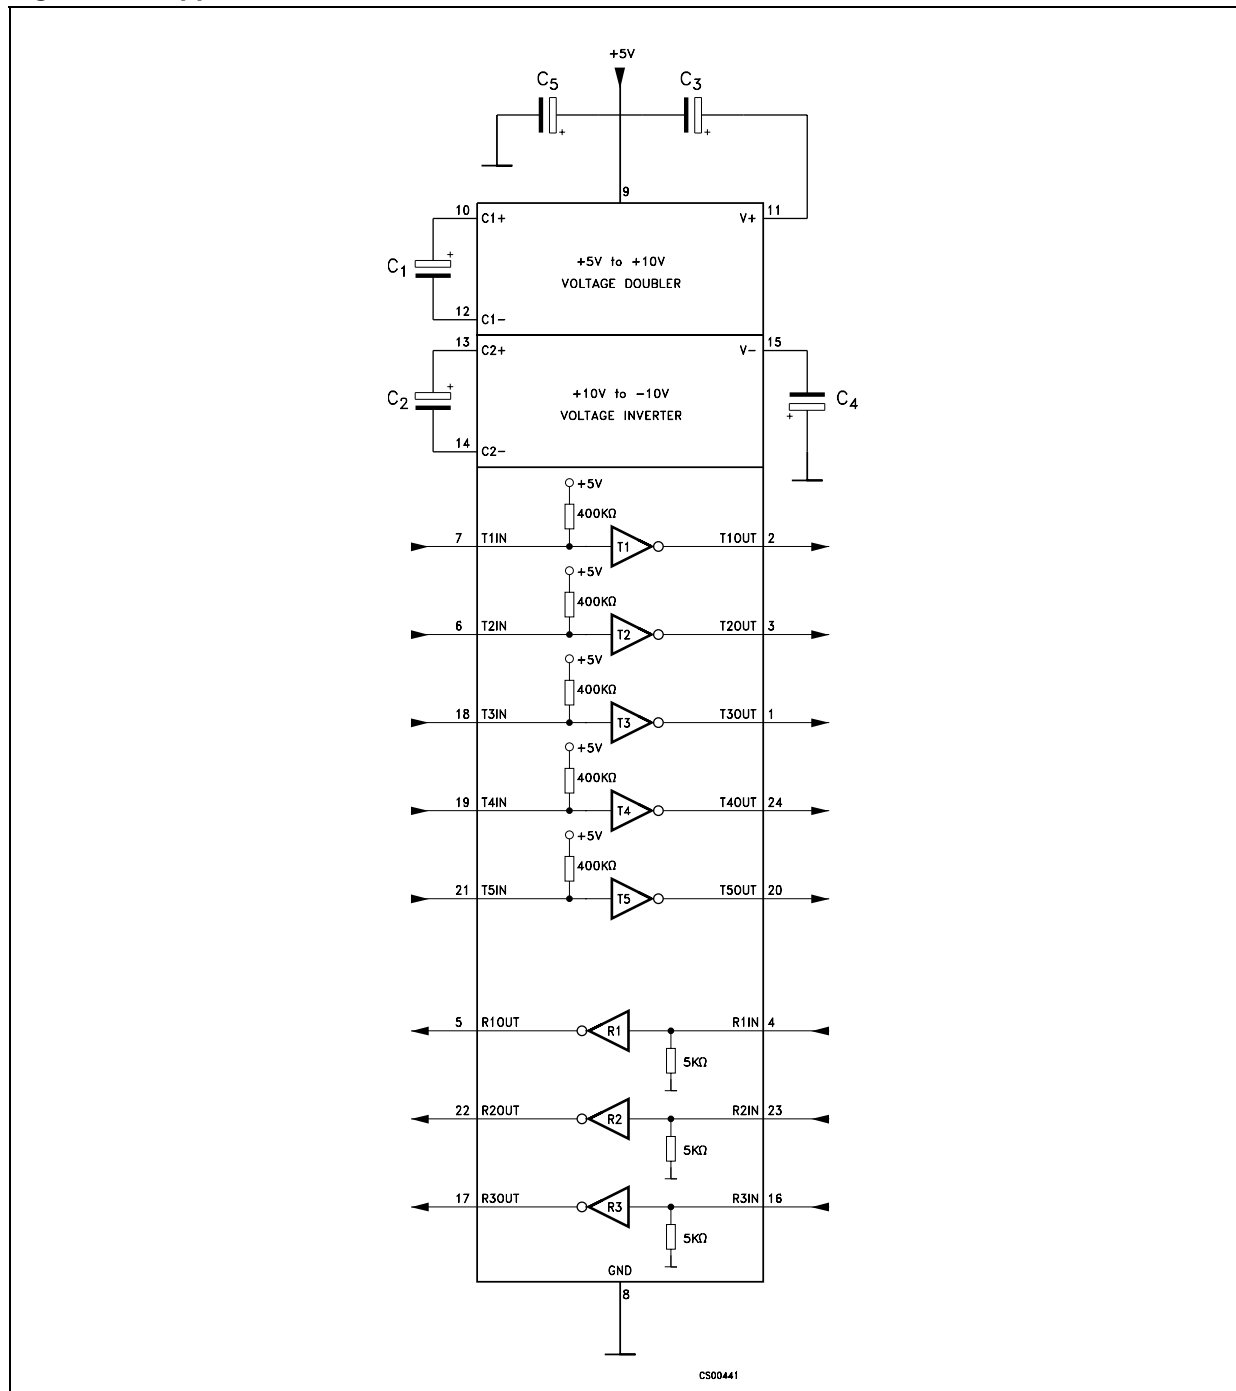 +5V
C5 C3
+ +
9
10 C1+ V+ 11
+5V to +10V
VOLTAGE DOUBLER
C1 +
12 C1-
13 C2+ V- 15
+10V to -10V
VOLTAGE INVERTER
C2 + + C4
14 C2-
+5V
400KΩ
7 T1IN T1 T1OUT 2
+5V
400KΩ
6 T2IN T2 T2OUT 3
+5V
400KΩ
18 T3IN T3 T3OUT 1
+5V
400KΩ
19 T4IN T4 T4OUT 24
+5V
400KΩ
21 T5IN T5 T5OUT 20
5 R1OUT R1 R1IN 4
5KΩ
22 R2OUT R2 R2IN 23
5KΩ
17 R3OUT R3 R3IN 16
5KΩ
GND
8
CS00441